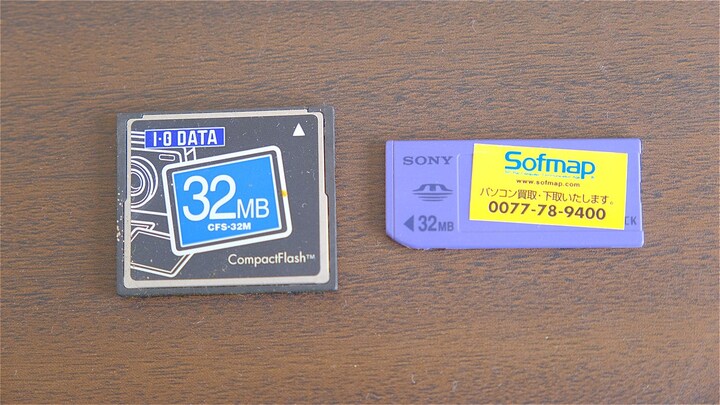 I·O DATA
32MB
CFS-32M
CompactFlash™
SONY
32MB
Sofmap
www.sofmap.com
パソコン買取・下取いたします。
0077-78-9400
CK